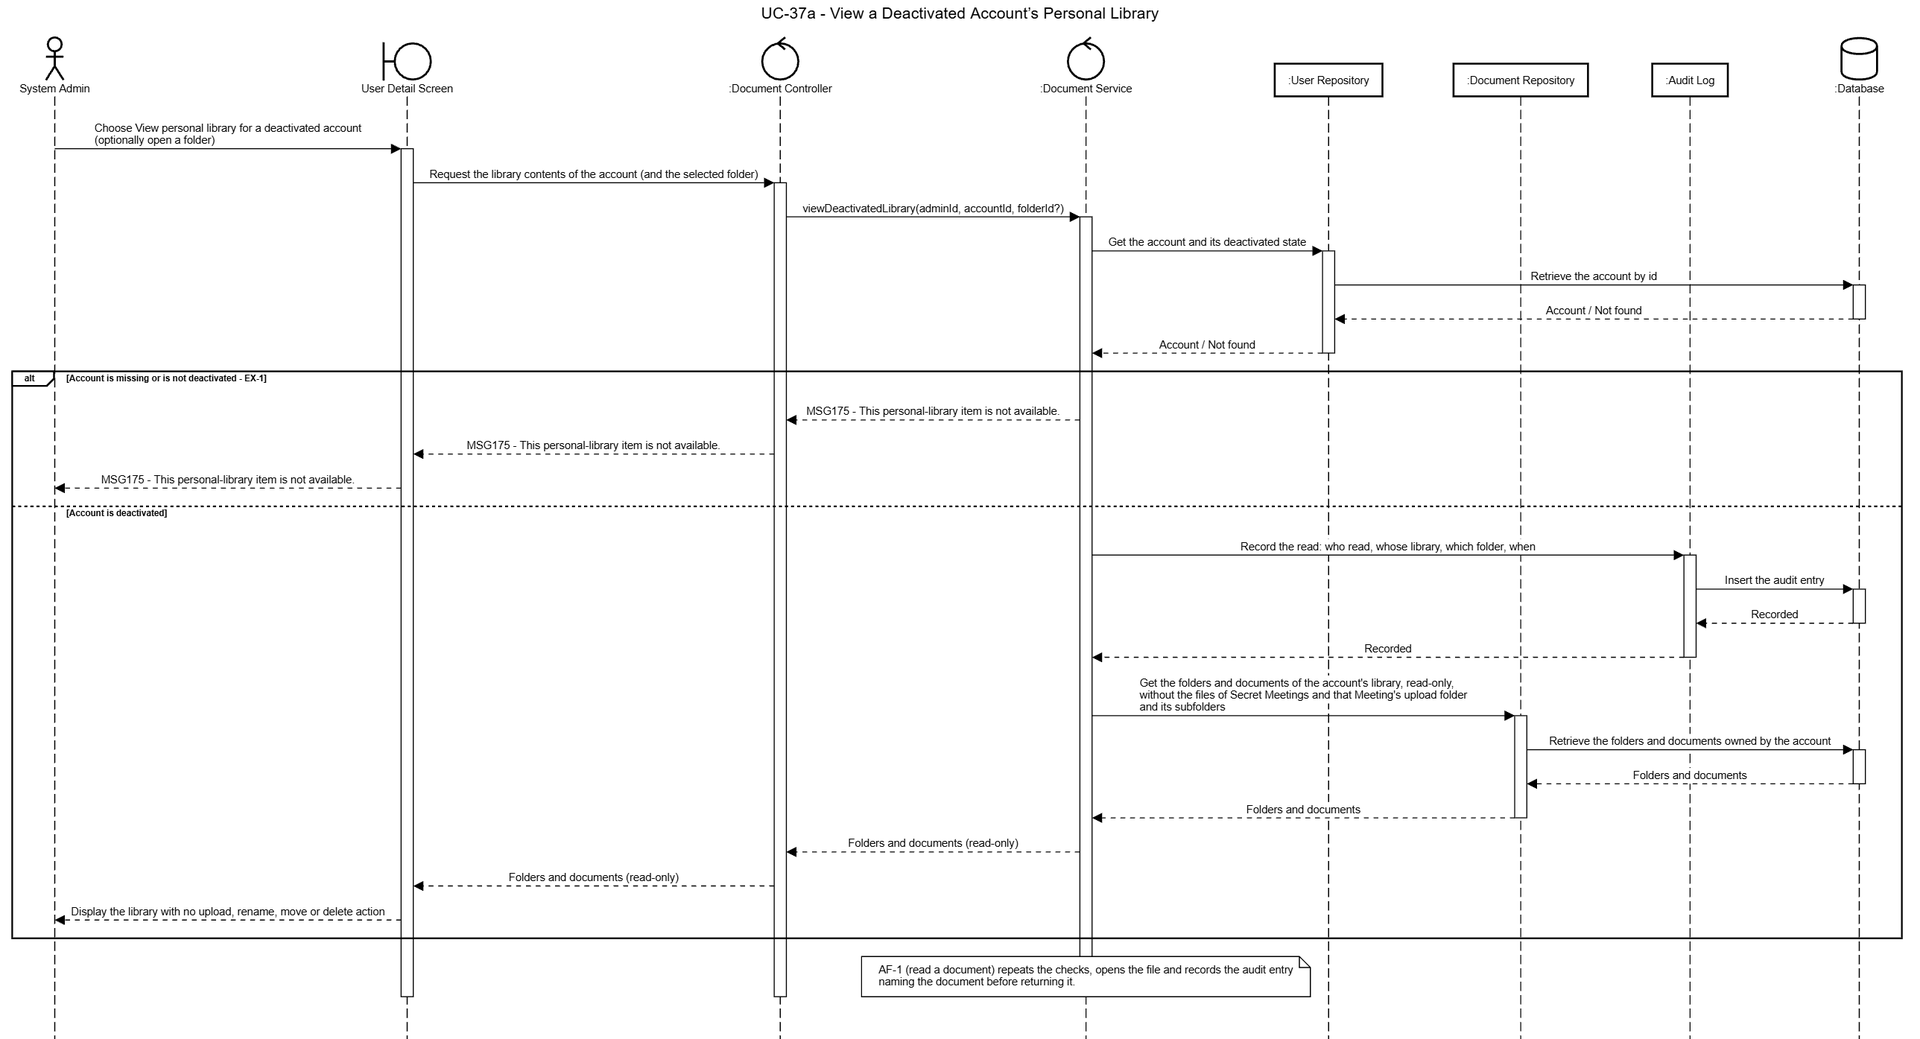 UC-37a - View a Deactivated Account's Personal Library
System Admin
User Detail Screen
:Document Controller
:Document Service
:User Repository
:Document Repository
:Audit Log
:Database
Choose View personal library for a deactivated account
(optionally open a folder)
Request the library contents of the account (and the selected folder)
viewDeactivatedLibrary(adminId, accountId, folderId?)
Get the account and its deactivated state
Retrieve the account by id
Account / Not found
Account / Not found
alt
[Account is missing or is not deactivated - EX-1]
MSG175 - This personal-library item is not available.
MSG175 - This personal-library item is not available.
MSG175 - This personal-library item is not available.
[Account is deactivated]
Record the read: who read, whose library, which folder, when
Insert the audit entry
Recorded
Recorded
Get the folders and documents of the account's library, read-only,
without the files of Secret Meetings and that Meeting's upload folder
and its subfolders
Retrieve the folders and documents owned by the account
Folders and documents
Folders and documents
Folders and documents (read-only)
Folders and documents (read-only)
Display the library with no upload, rename, move or delete action
AF-1 (read a document) repeats the checks, opens the file and records the audit entry
naming the document before returning it.